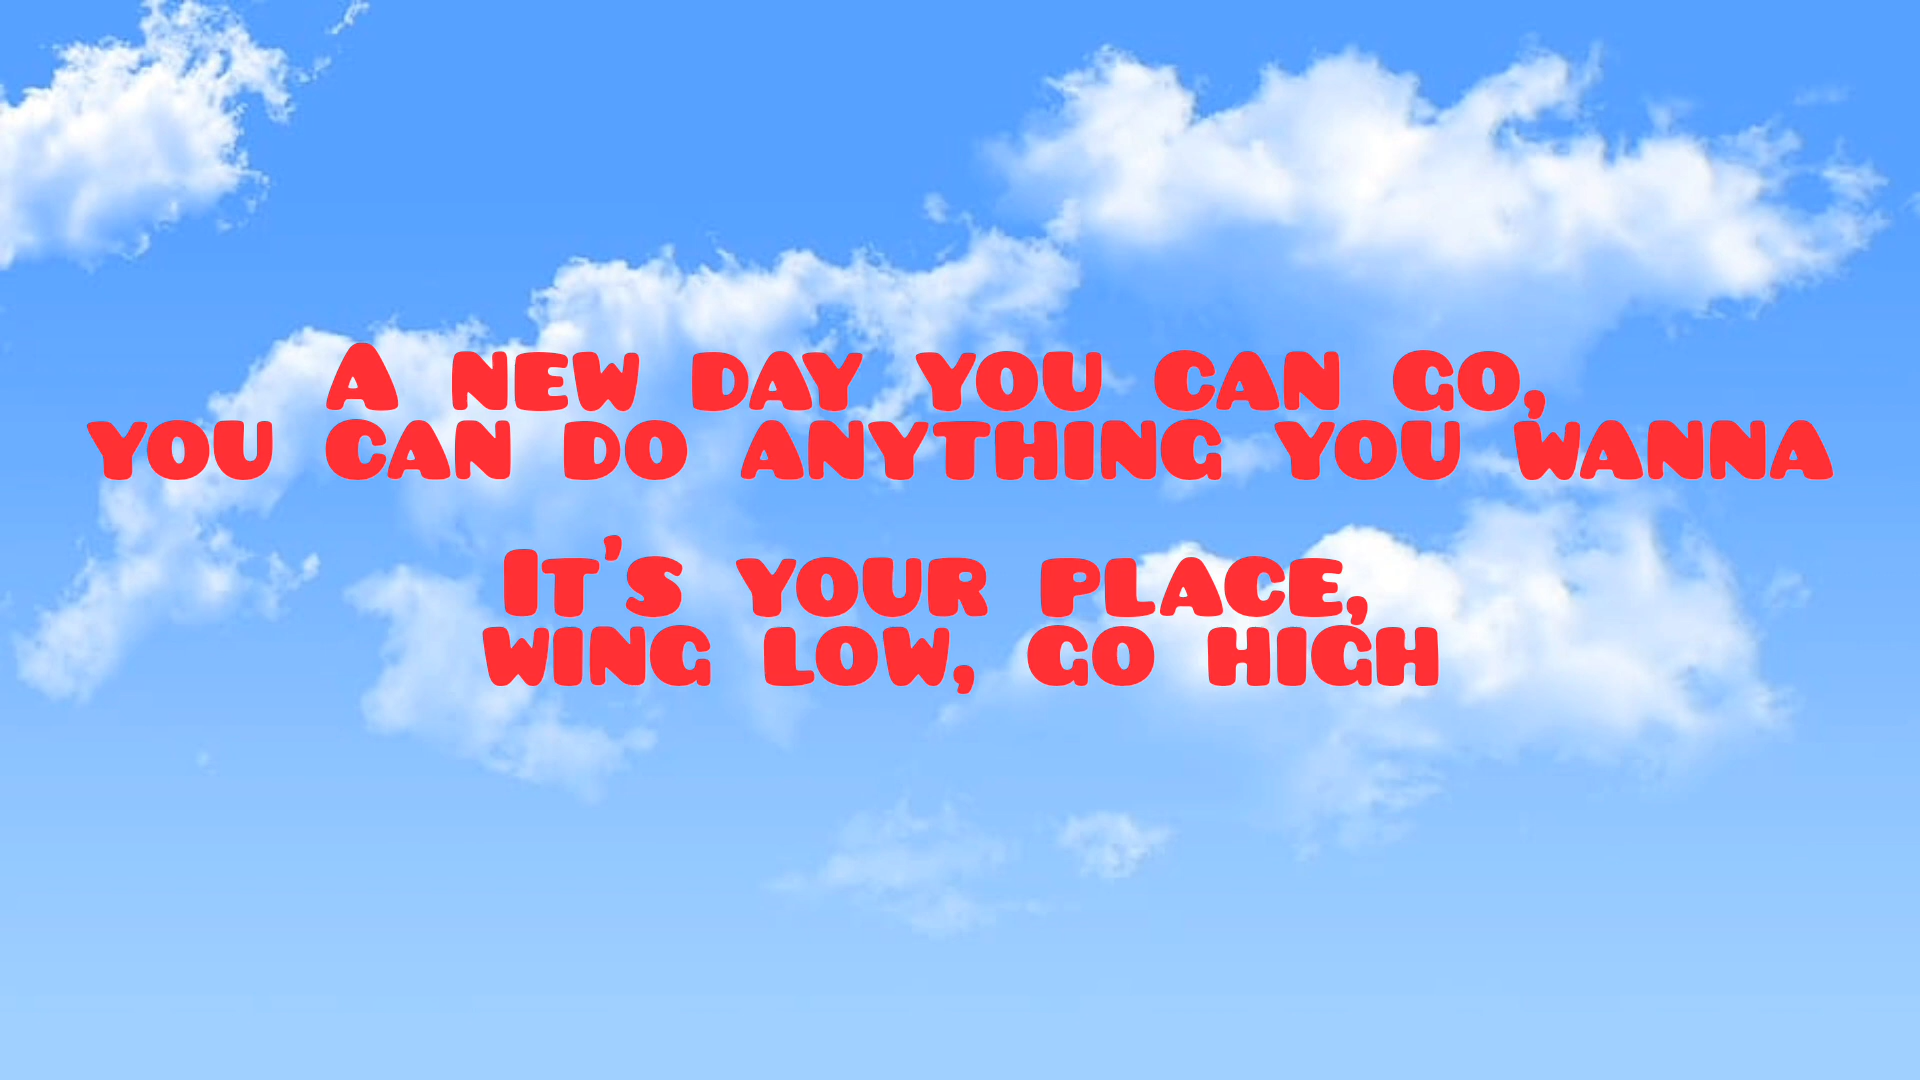 A new day you can go,
you can do anything you wanna
It's your place,
wing low, go high